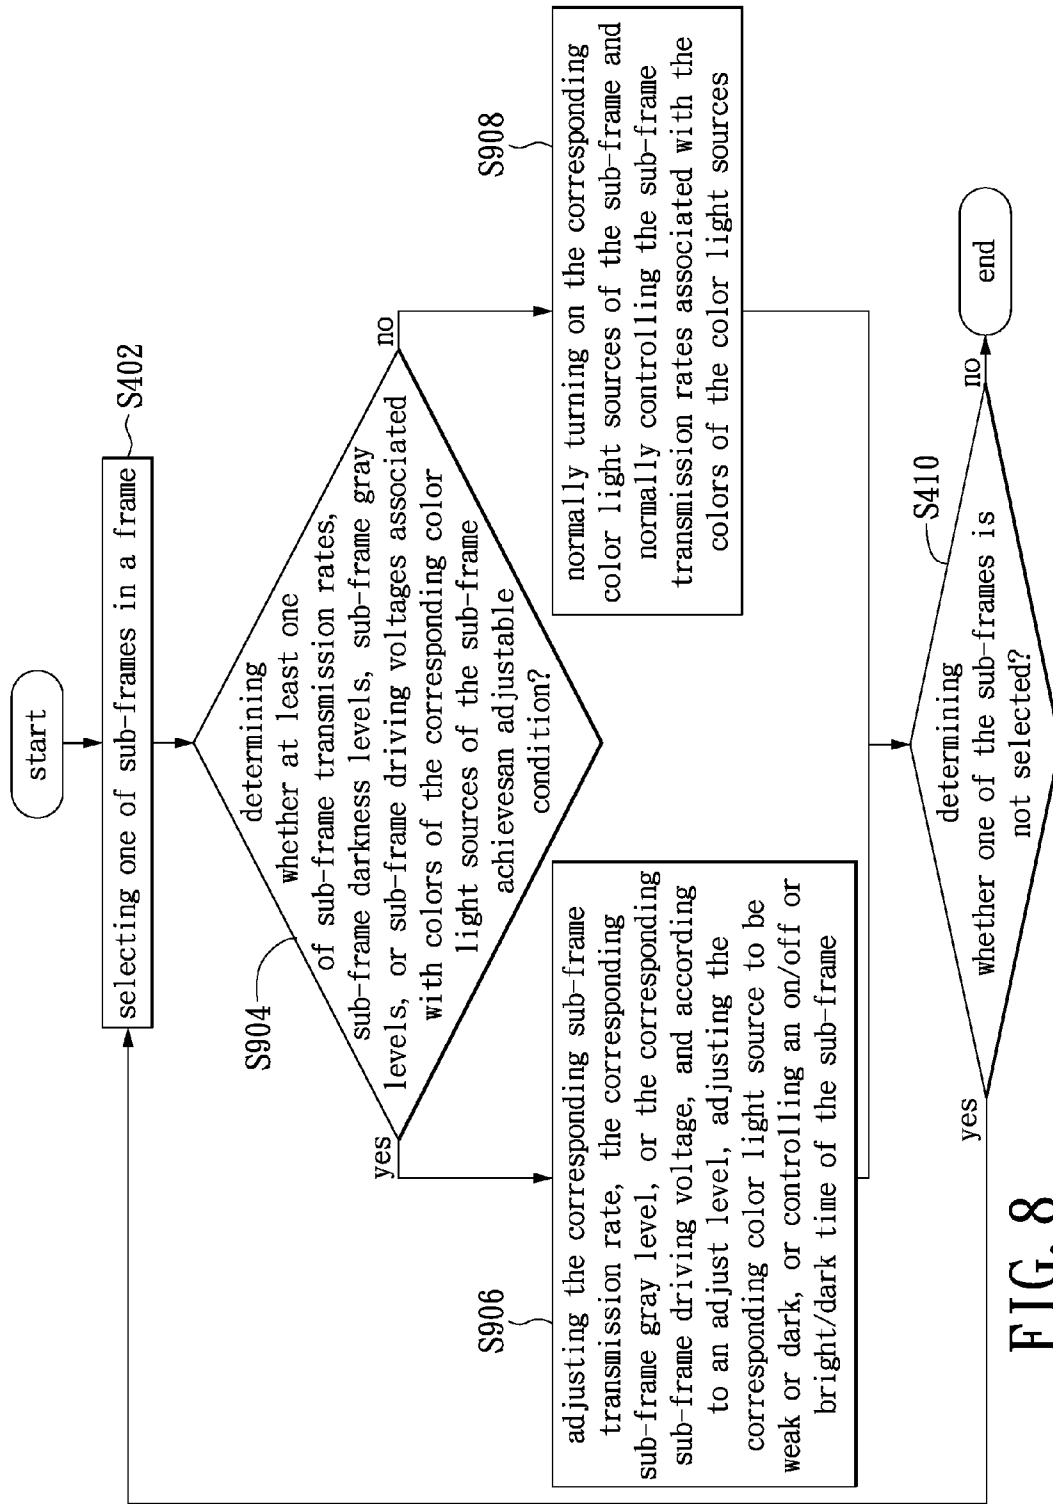 start
S402
selecting one of sub-frames in a frame
S904
determining
whether at least one
of sub-frame transmission rates,
sub-frame darkness levels, sub-frame gray
levels, or sub-frame driving voltages associated
with colors of the corresponding color
light sources of the sub-frame
achievesan adjustable
condition?
yes
no
S906
adjusting the corresponding sub-frame
transmission rate, the corresponding
sub-frame gray level, or the corresponding
sub-frame driving voltage, and according
to an adjust level, adjusting the
corresponding color light source to be
weak or dark, or controlling an on/off or
bright/dark time of the sub-frame
S908
normally turning on the corresponding
color light sources of the sub-frame and
normally controlling the sub-frame
transmission rates associated with the
colors of the color light sources
S410
determining
whether one of the sub-frames is
not selected?
yes
no
end
FIG. 8